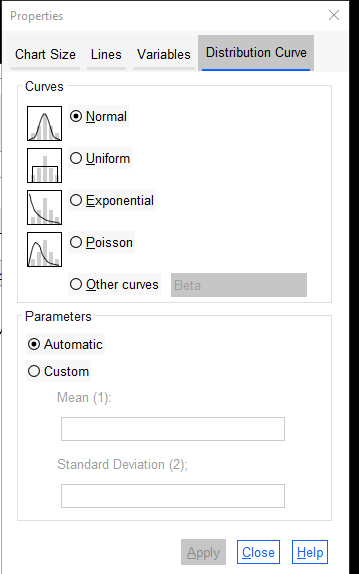 Properties
Chart Size Lines Variables Distribution Curve
Curves
Normal
Uniform
Exponential
Poisson
Other curves Beta
Parameters
Automatic
Custom
Mean (1):
Standard Deviation (2);
Apply Close Help